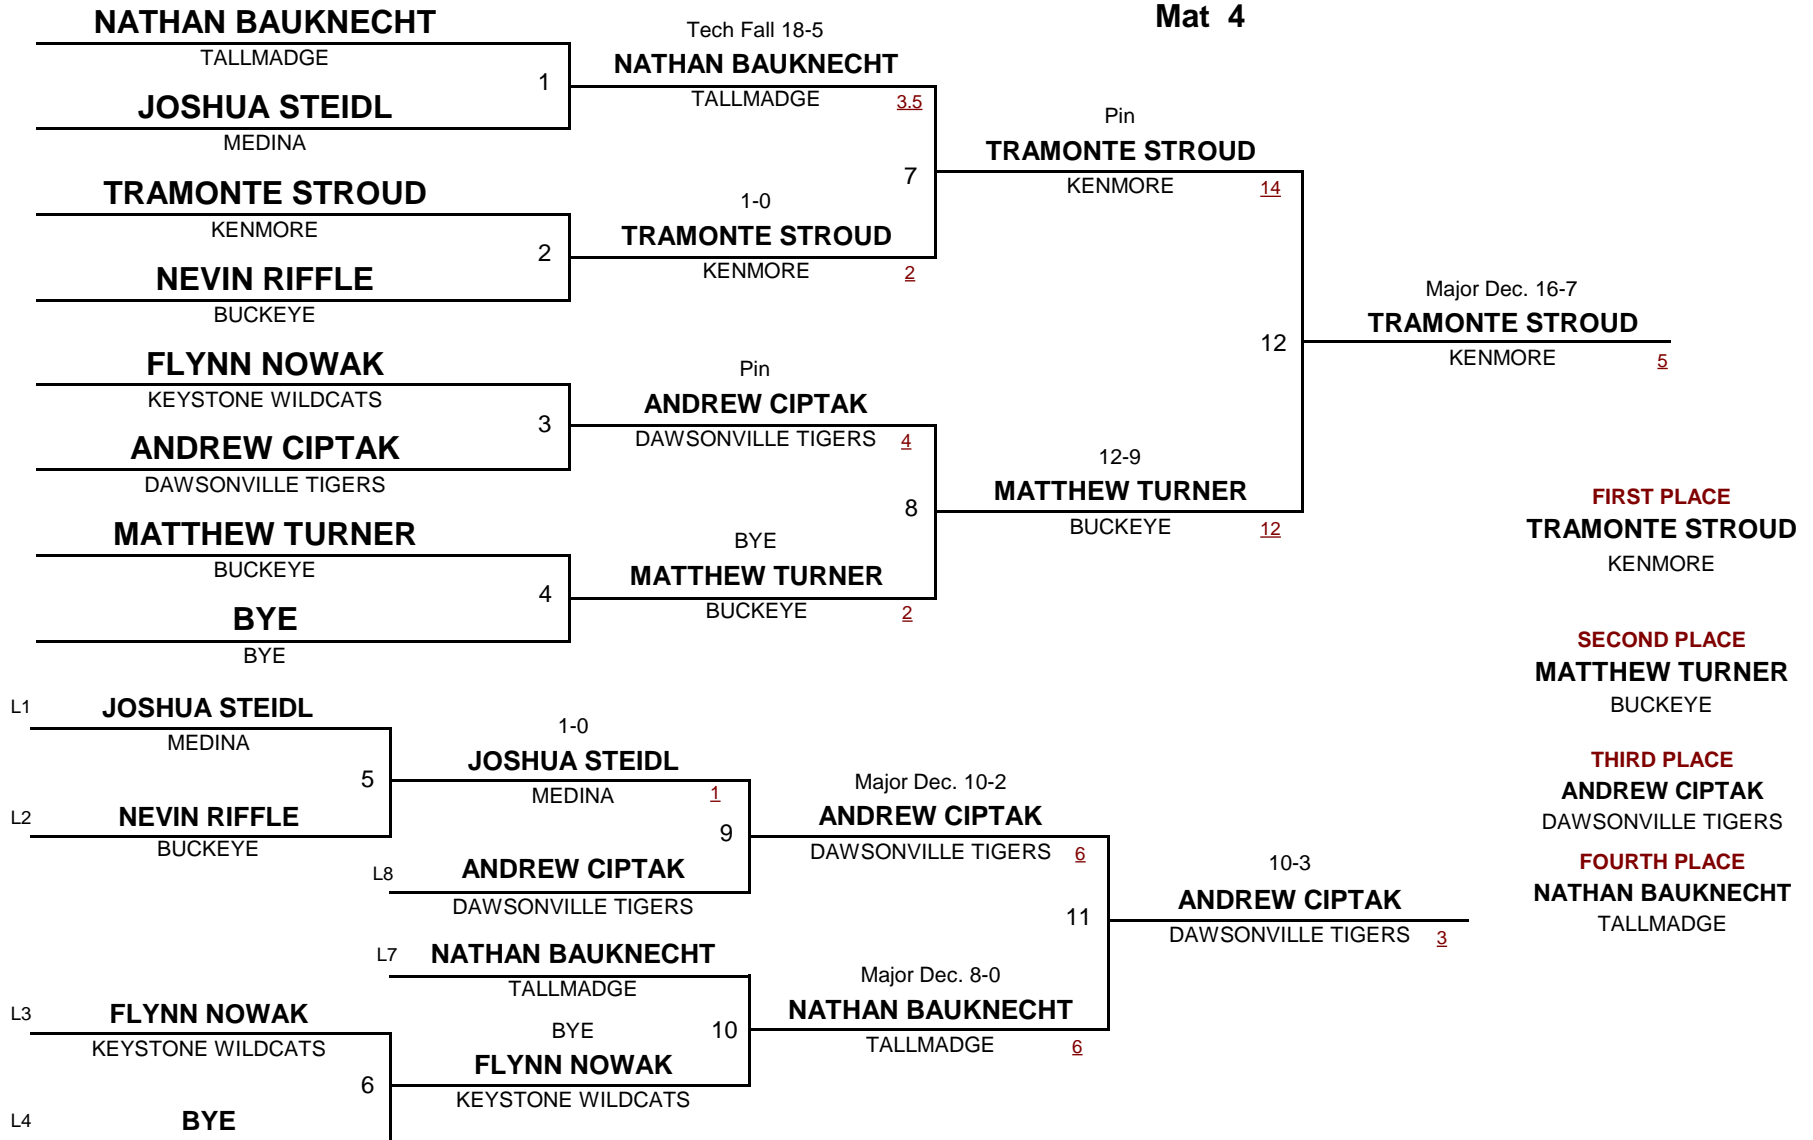 Mat 4
NATHAN BAUKNECHT
TALLMADGE
1
JOSHUA STEIDL
MEDINA
Tech Fall 18-5
NATHAN BAUKNECHT
TALLMADGE 3.5
TRAMONTE STROUD
KENMORE
2
NEVIN RIFFLE
BUCKEYE
1-0
TRAMONTE STROUD
KENMORE 2
7
Pin
TRAMONTE STROUD
KENMORE 14
FLYNN NOWAK
KEYSTONE WILDCATS
3
ANDREW CIPTAK
DAWSONVILLE TIGERS
Pin
ANDREW CIPTAK
DAWSONVILLE TIGERS 4
MATTHEW TURNER
BUCKEYE
4
BYE
BYE
BYE
MATTHEW TURNER
BUCKEYE 2
8
12-9
MATTHEW TURNER
BUCKEYE 12
12
Major Dec. 16-7
TRAMONTE STROUD
KENMORE 5
FIRST PLACE
TRAMONTE STROUD
KENMORE
SECOND PLACE
MATTHEW TURNER
BUCKEYE
THIRD PLACE
ANDREW CIPTAK
DAWSONVILLE TIGERS
FOURTH PLACE
NATHAN BAUKNECHT
TALLMADGE
L1 JOSHUA STEIDL
MEDINA
5
L2 NEVIN RIFFLE
BUCKEYE
1-0
JOSHUA STEIDL
MEDINA 1
9
L8 ANDREW CIPTAK
DAWSONVILLE TIGERS
Major Dec. 10-2
ANDREW CIPTAK
DAWSONVILLE TIGERS 6
L7 NATHAN BAUKNECHT
TALLMADGE
10
L3 FLYNN NOWAK
KEYSTONE WILDCATS
6
L4 BYE
BYE
FLYNN NOWAK
KEYSTONE WILDCATS
Major Dec. 8-0
NATHAN BAUKNECHT
TALLMADGE 6
11
10-3
ANDREW CIPTAK
DAWSONVILLE TIGERS 3